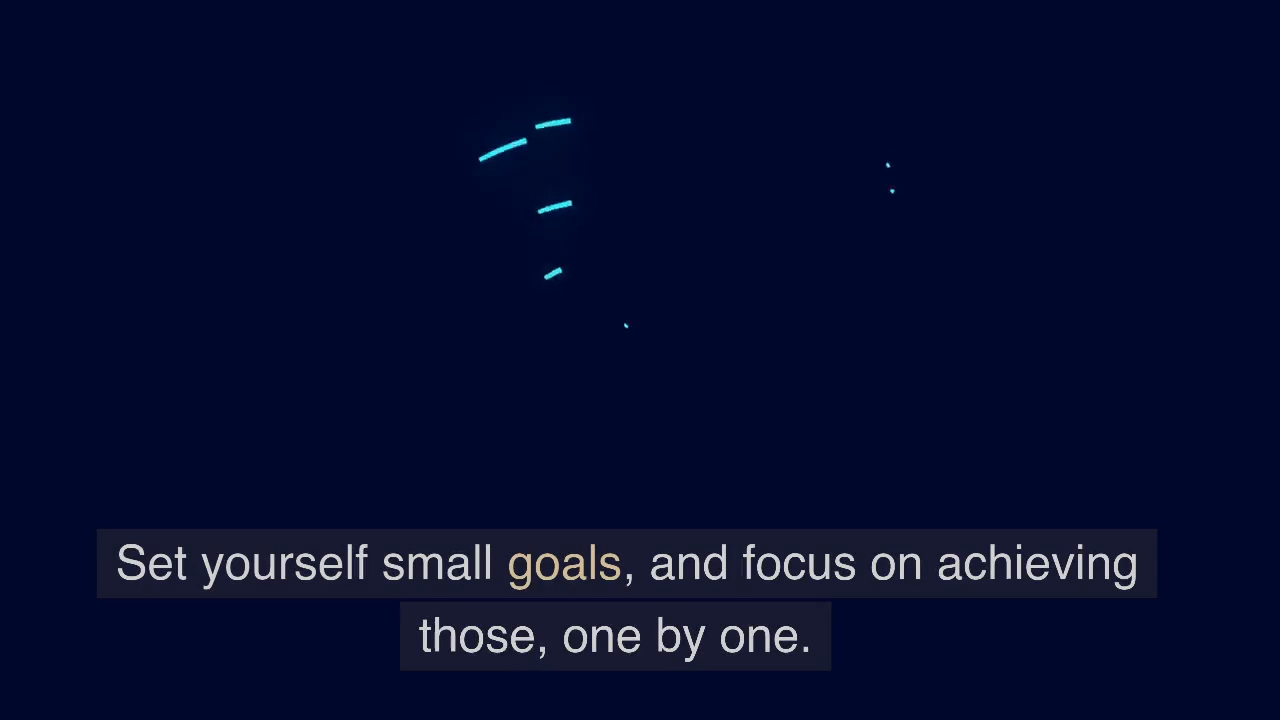 Set yourself small goals, and focus on achieving
those, one by one.